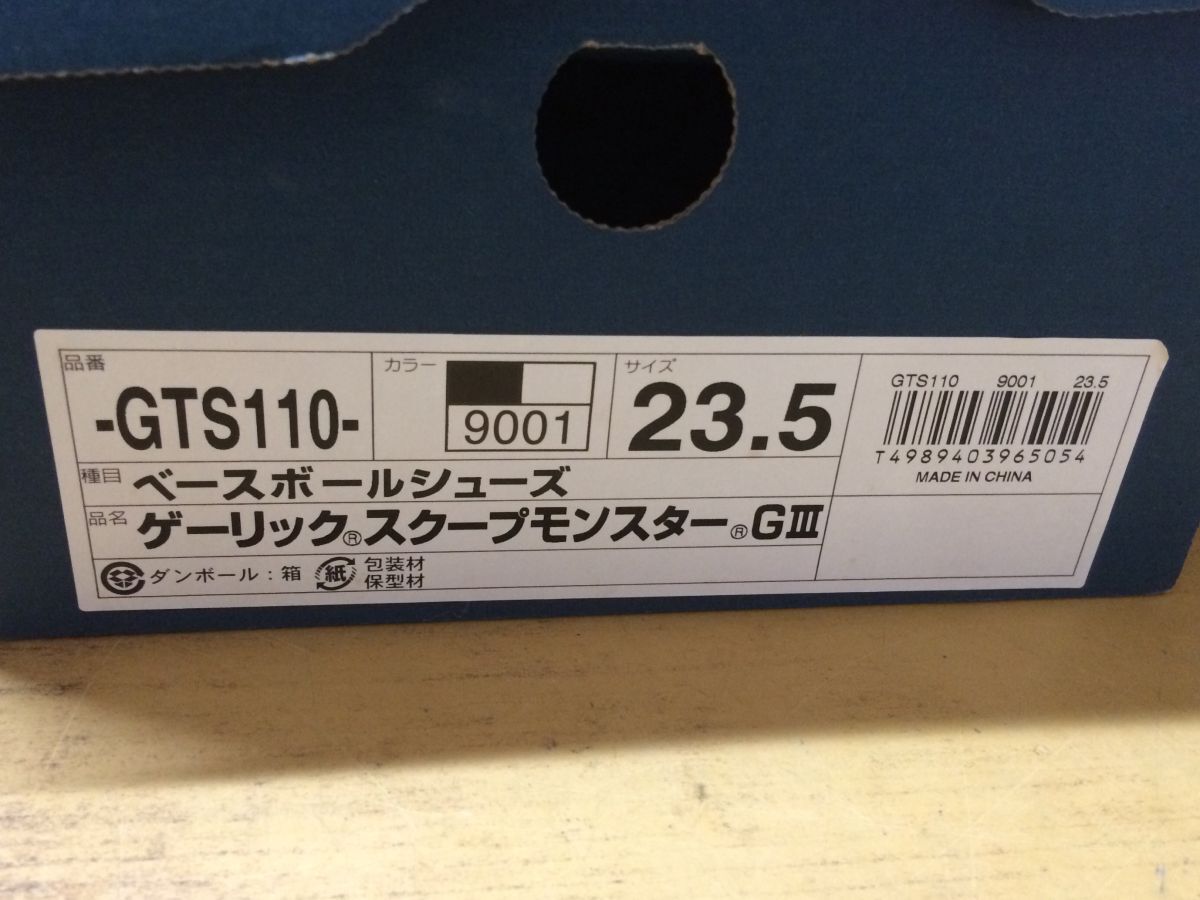 品番
-GTS110-
カラー
9001
サイズ
23.5
GTS110 9001 23.5
T4989403965054
MADE IN CHINA
種目 ベースボールシューズ
品名 ゲーリック®スクープモンスター®GⅢ
ダンボール：箱 紙 包装材
保型材